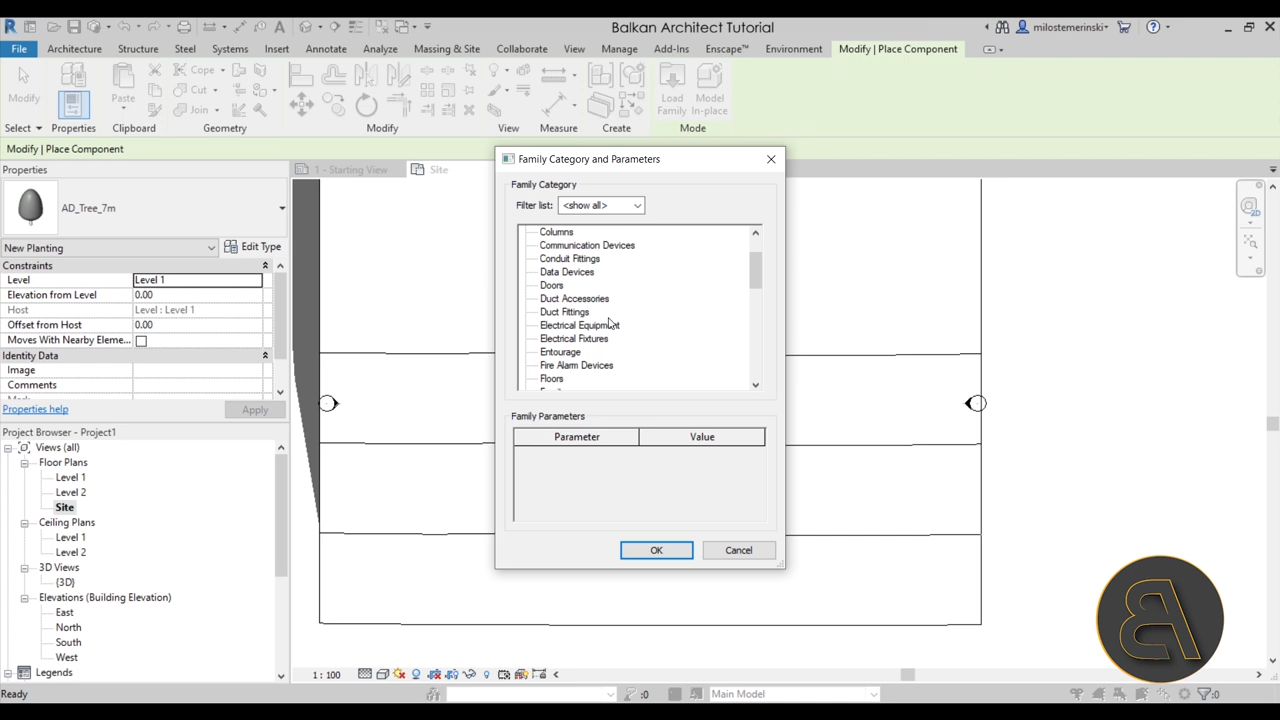 Balkan Architect Tutorial
milostemerinski
File
Architecture
Structure
Steel
Systems
Insert
Annotate
Analyze
Massing & Site
Collaborate
View
Manage
Add-Ins
Enscape™
Environment
Modify | Place Component
Modify
Paste
Cope
Cut
Join
Load
Family
Model
In-place
Select
Properties
Clipboard
Geometry
Modify
View
Measure
Create
Mode
Modify | Place Component
Properties
AD_Tree_7m
New Planting
Edit Type
Constraints
Level
Level 1
Elevation from Level
0.00
Host
Level : Level 1
Offset from Host
0.00
Moves With Nearby Eleme...
Identity Data
Image
Comments
Properties help
Apply
Project Browser - Project1
Views (all)
Floor Plans
Level 1
Level 2
Site
Ceiling Plans
Level 1
Level 2
3D Views
{3D}
Elevations (Building Elevation)
East
North
South
West
Legends
1 - Starting View
Site
Family Category and Parameters
Family Category
Filter list:
<show all>
Columns
Communication Devices
Conduit Fittings
Data Devices
Doors
Duct Accessories
Duct Fittings
Electrical Equipment
Electrical Fixtures
Entourage
Fire Alarm Devices
Floors
Family Parameters
Parameter
Value
OK
Cancel
2D
1 : 100
Ready
:0
Main Model
:0